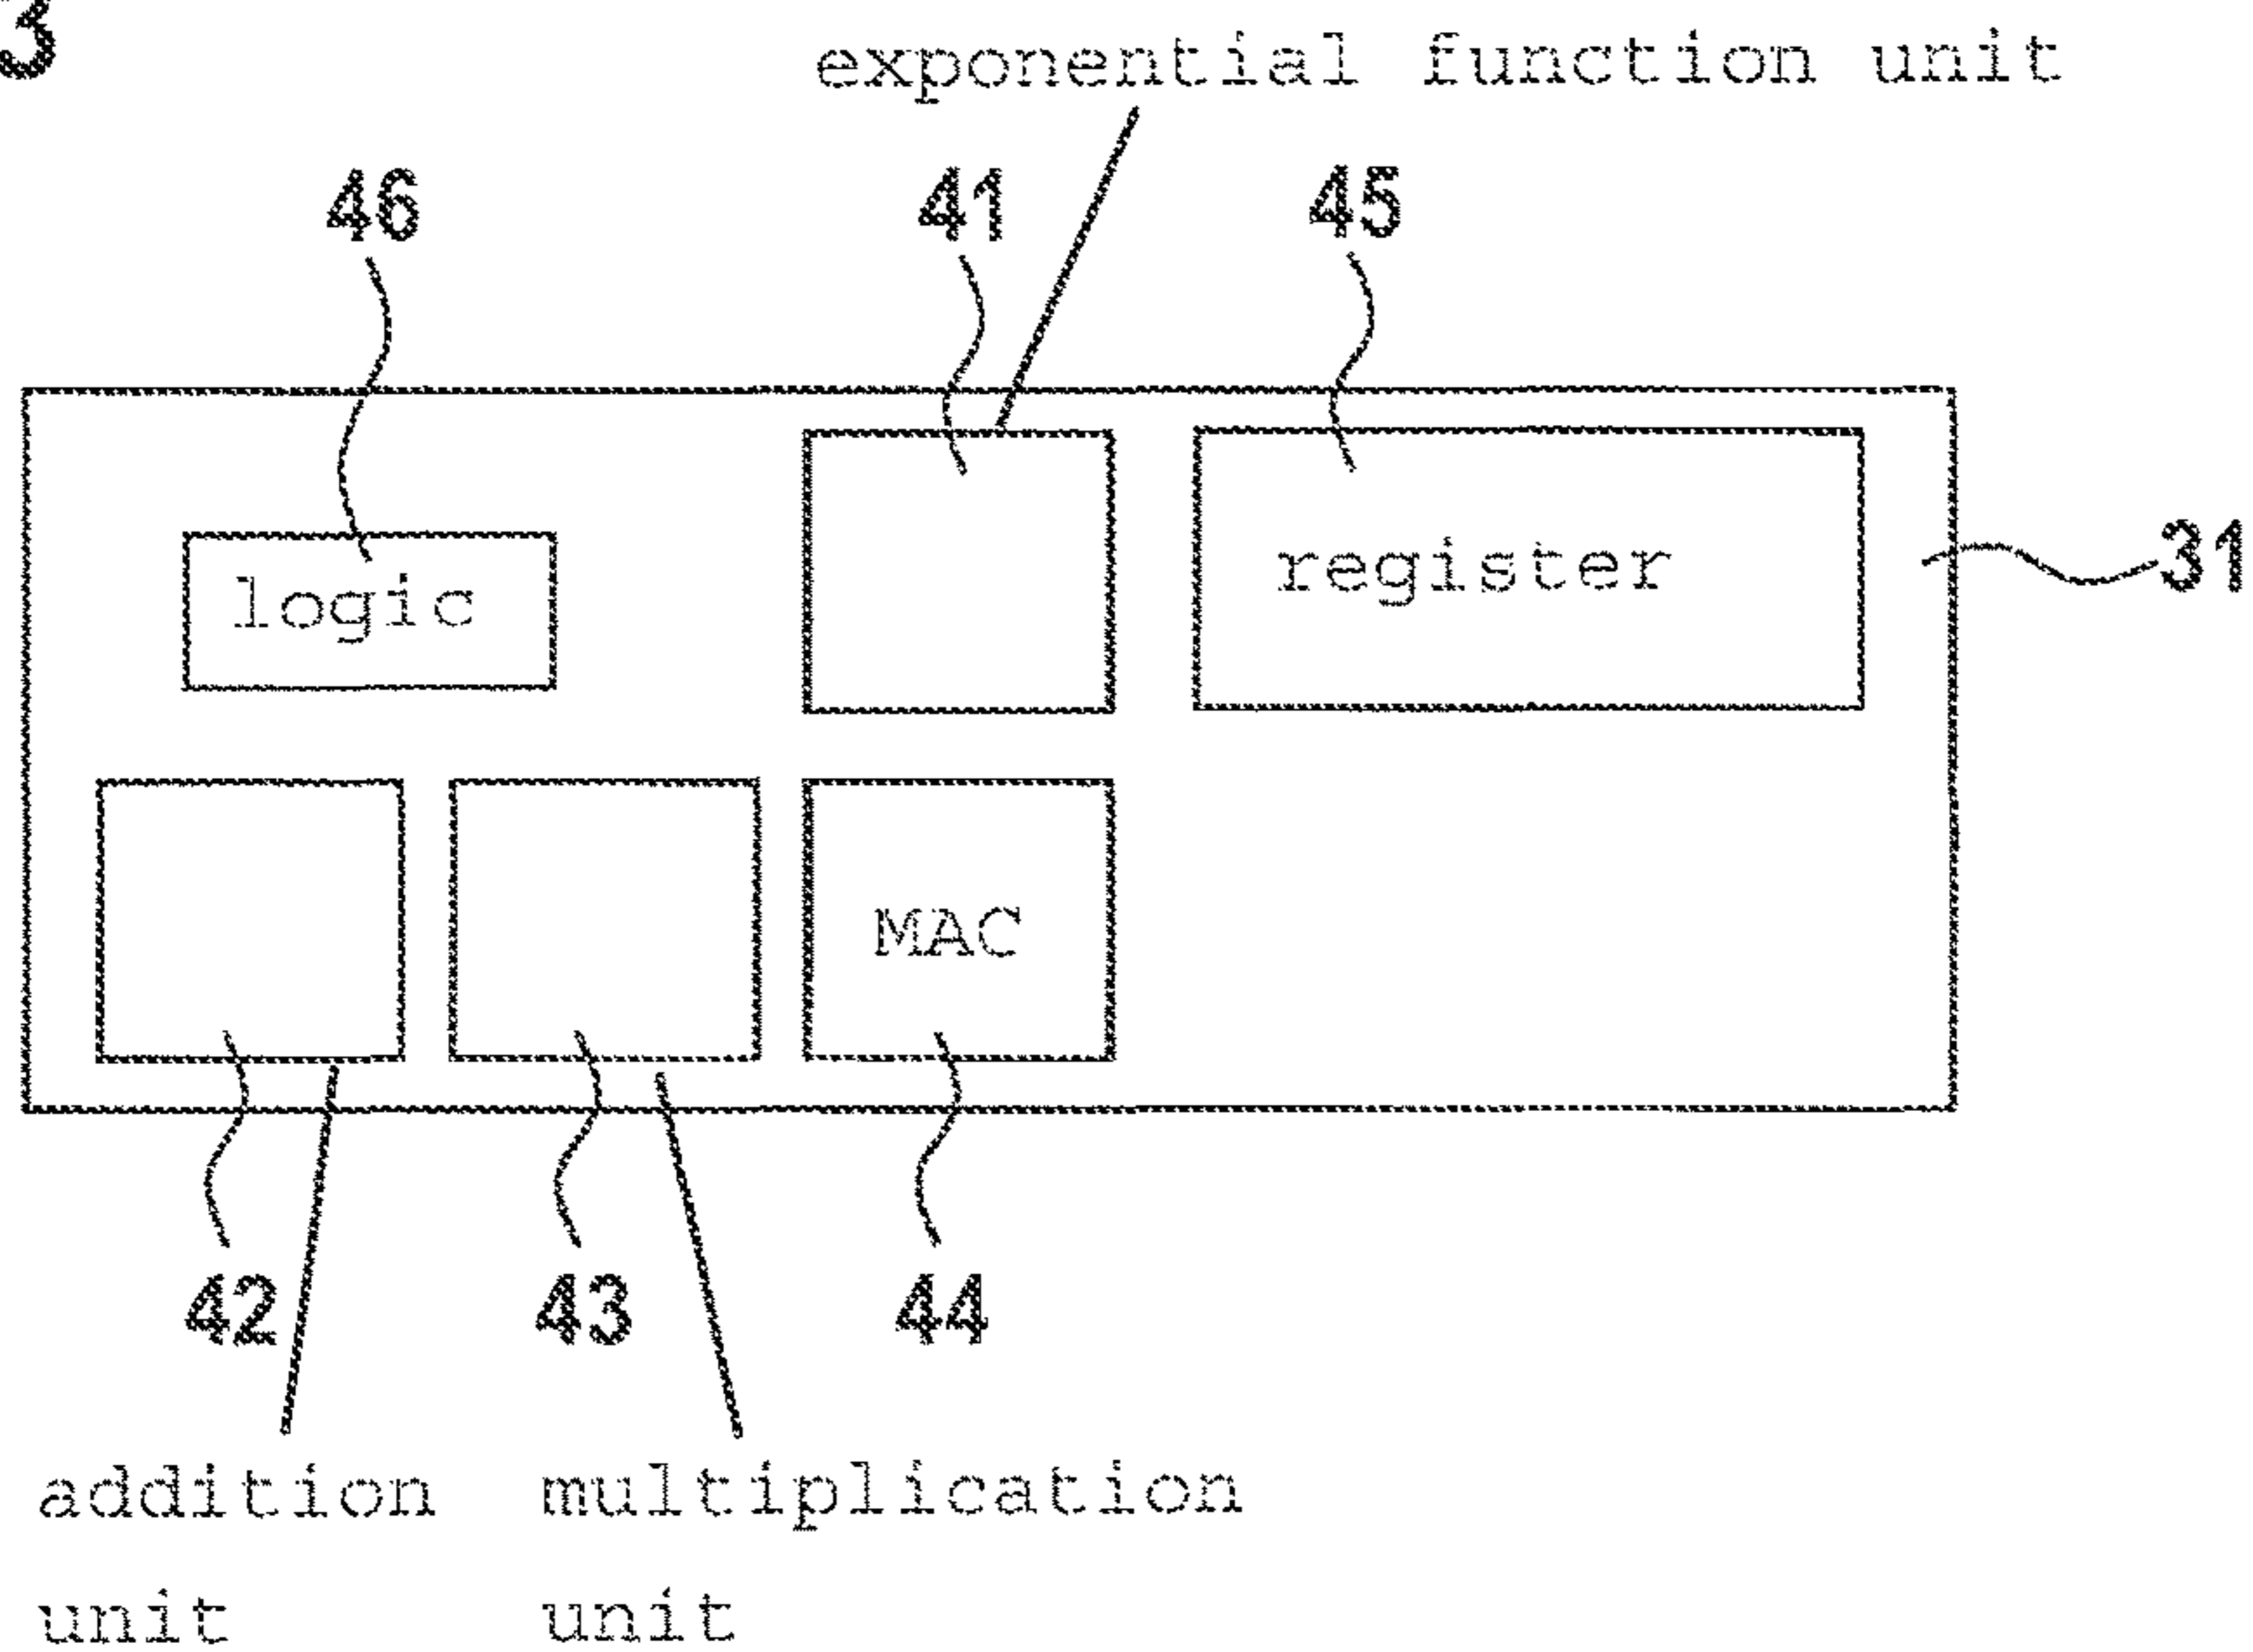 3
exponential function unit
46
41
45
logic
register
31
MAC
42
43
44
addition
unit
multiplication
unit